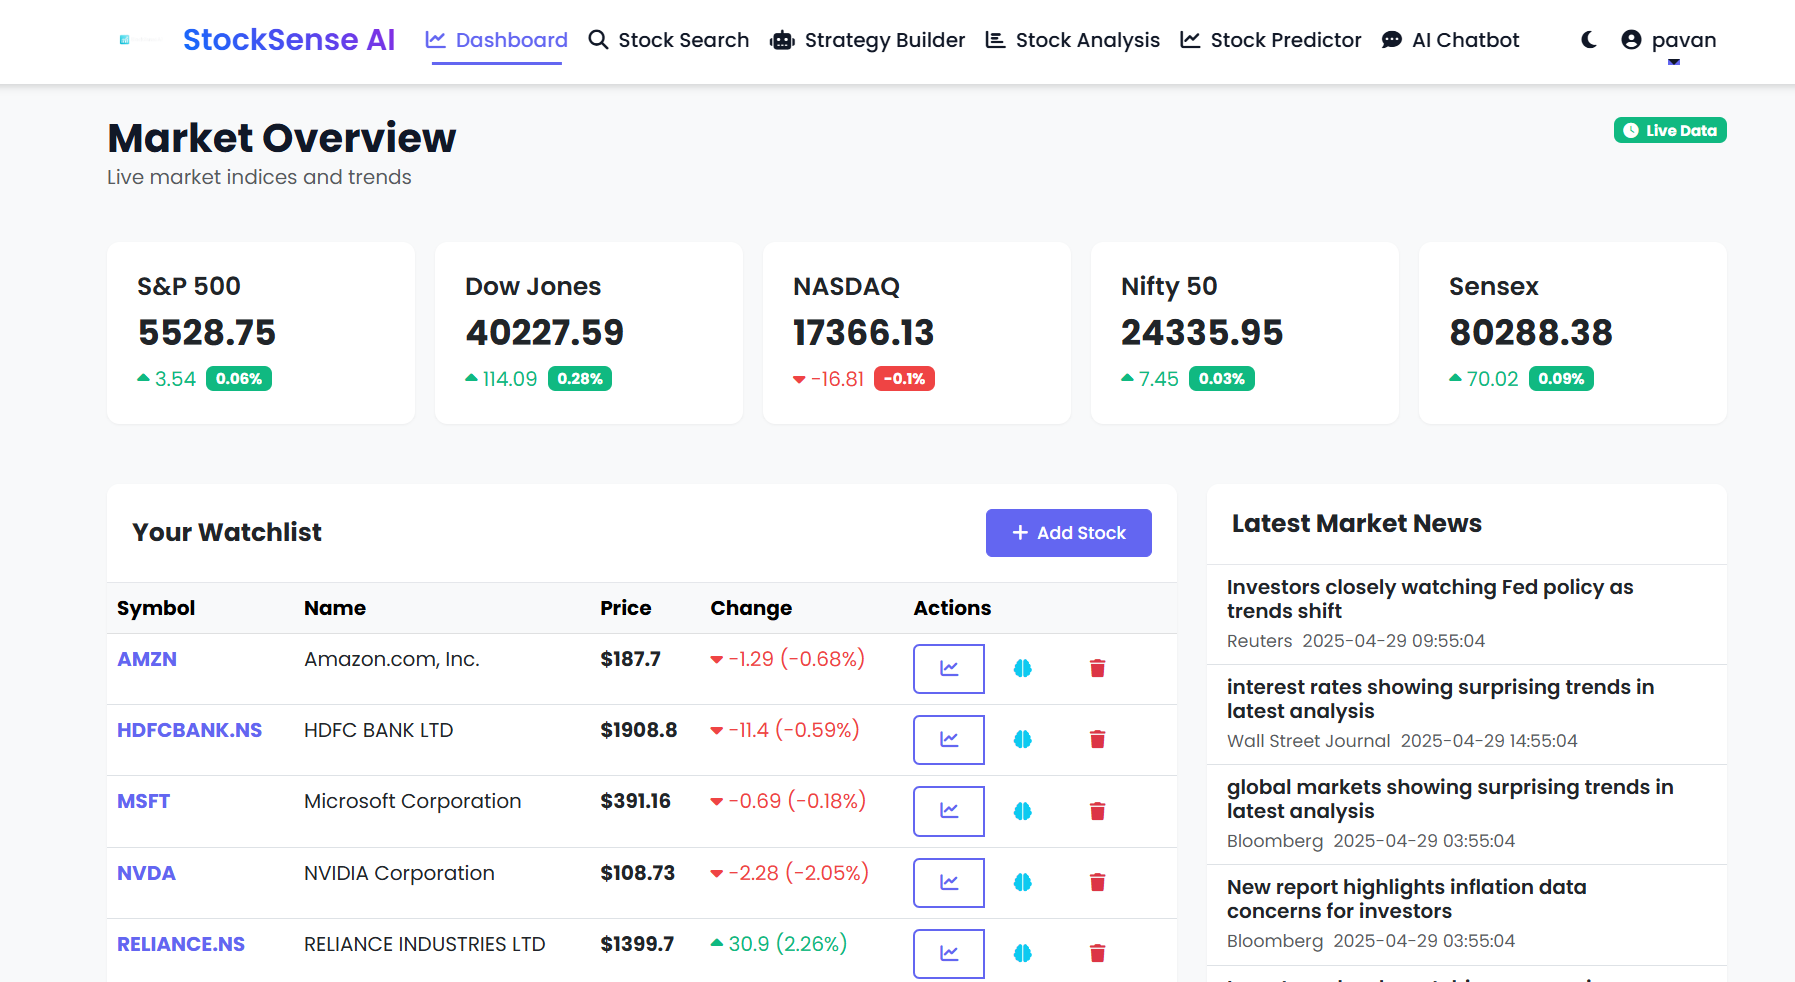 StockSense AI Dashboard Stock Search Strategy Builder Stock Analysis Stock Predictor AI Chatbot pavan
Market Overview
Live Data
Live market indices and trends
S&P 500
5528.75
3.54 0.06%
Dow Jones
40227.59
114.09 0.28%
NASDAQ
17366.13
-16.81 -0.1%
Nifty 50
24335.95
7.45 0.03%
Sensex
80288.38
70.02 0.09%
Your Watchlist
+ Add Stock
Symbol Name Price Change Actions
AMZN Amazon.com, Inc. $187.7 -1.29 (-0.68%)
HDFCBANK.NS HDFC BANK LTD $1908.8 -11.4 (-0.59%)
MSFT Microsoft Corporation $391.16 -0.69 (-0.18%)
NVDA NVIDIA Corporation $108.73 -2.28 (-2.05%)
RELIANCE.NS RELIANCE INDUSTRIES LTD $1399.7 30.9 (2.26%)
Latest Market News
Investors closely watching Fed policy as
trends shift
Reuters 2025-04-29 09:55:04
interest rates showing surprising trends in
latest analysis
Wall Street Journal 2025-04-29 14:55:04
global markets showing surprising trends in
latest analysis
Bloomberg 2025-04-29 03:55:04
New report highlights inflation data
concerns for investors
Bloomberg 2025-04-29 03:55:04